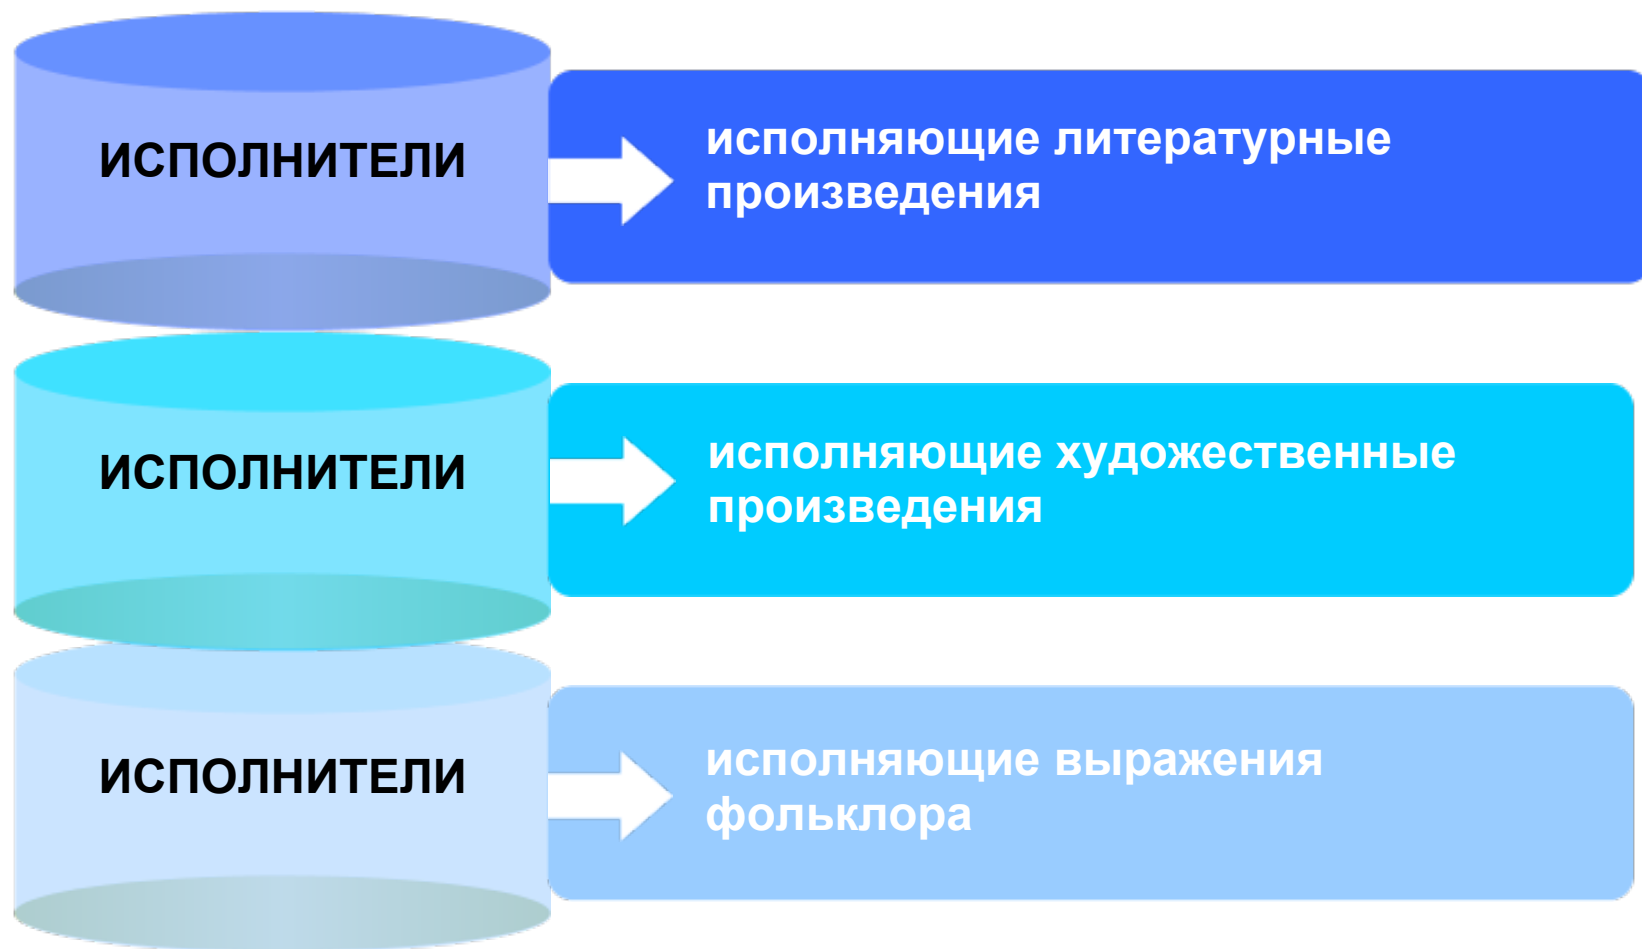 ИСПОЛНИТЕЛИ
исполняющие литературные
произведения
ИСПОЛНИТЕЛИ
исполняющие художественные
произведения
ИСПОЛНИТЕЛИ
исполняющие выражения
фольклора